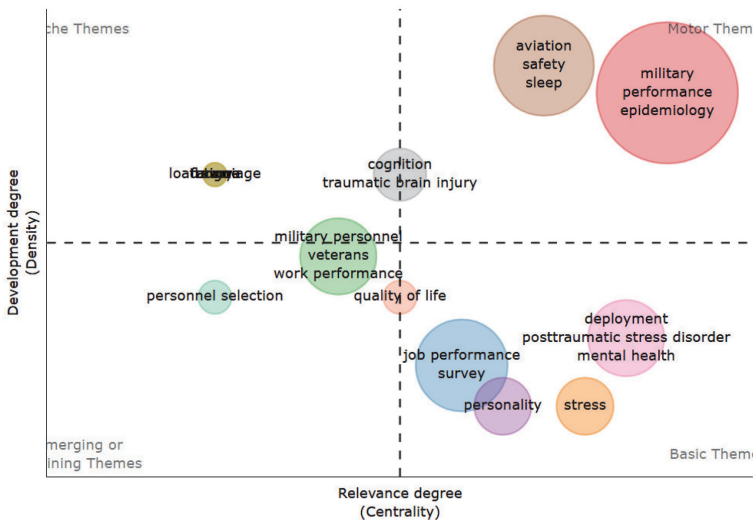 che Themes
Motor Theme
aviation
safety
sleep
military
performance
epidemiology
cognition
traumatic brain injury
military personnel
veterans
work performance
personnel selection
quality of life
deployment
posttraumatic stress disorder
mental health
job performance
survey
personality
stress
merging or
ining Themes
Basic Theme
Development degree
(Density)
Relevance degree
(Centrality)